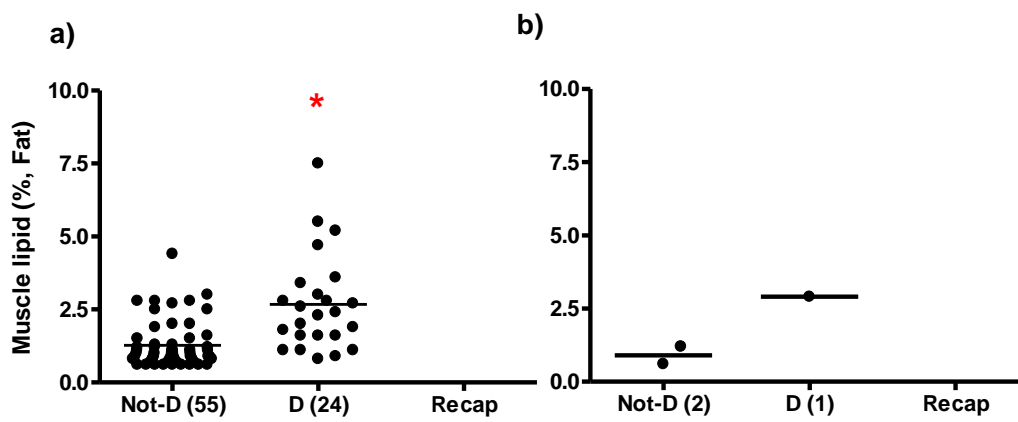 a)
Muscle lipid (%, Fat)
10.0
7.5
5.0
2.5
0.0
*
Not-D (55)
D (24)
Recap
b)
10.0
7.5
5.0
2.5
0.0
Not-D (2)
D (1)
Recap